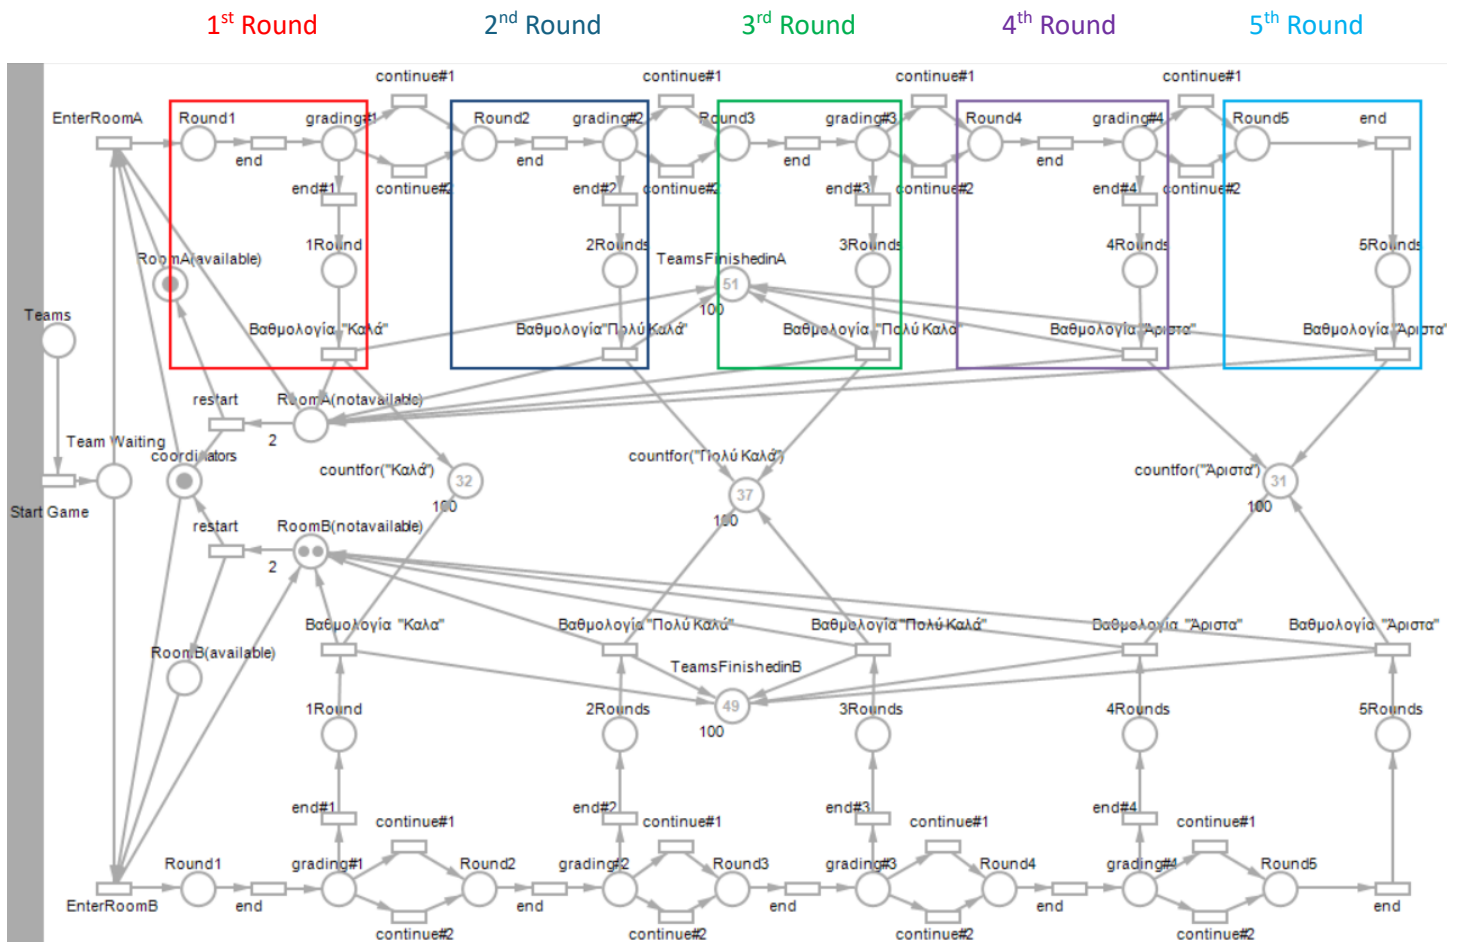 1st Round 2nd Round 3rd Round 4th Round 5th Round
continue#1 continue#1 continue#1 continue#1
EnterRoomA Round1 grading#1 Round2 grading#2 Round3 grading#3 Round4 grading#4 Round5 end
end end end end
continue#2 continue#2 continue#2 continue#2
end#1 end#2 end#3 end#4
1Round 2Rounds 3Rounds 4Rounds 5Rounds
RoomA(available) TeamsFinishedinA
51
100
Teams
Βαθμολογία "Καλά" Βαθμολογία"Πολύ Καλά" Βαθμολογία "Πολύ Καλά" Βαθμολογία "Άριστα" Βαθμολογία "Άριστα"
restart RoomA(notavailable)
2
Team Waiting
coordinators countfor("Καλά") countfor("Πολύ Καλά") countfor("Άριστα")
32 37 31
100 100 100
Start Game
restart RoomB(notavailable)
2
Βαθμολογία "Καλα" Βαθμολογία "Πολύ Καλά" Βαθμολογία "Πολύ Καλά" Βαθμολογία "Άριστα" Βαθμολογία "Άριστα"
RoomB(available) TeamsFinishedinB
49
100
1Round 2Rounds 3Rounds 4Rounds 5Rounds
end#1 end#2 end#3 end#4
continue#1 continue#1 continue#1 continue#1
Round1 grading#1 Round2 grading#2 Round3 grading#3 Round4 grading#4 Round5
EnterRoomB end end end end end
continue#2 continue#2 continue#2 continue#2